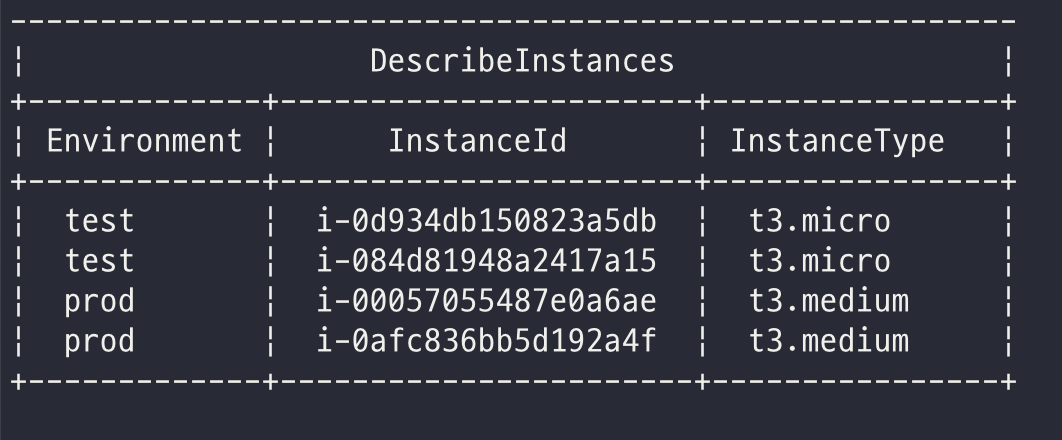 DescribeInstances
Environment | InstanceId | InstanceType
test | i-0d934db150823a5db | t3.micro
test | i-084d81948a2417a15 | t3.micro
prod | i-00057055487e0a6ae | t3.medium
prod | i-0afc836bb5d192a4f | t3.medium